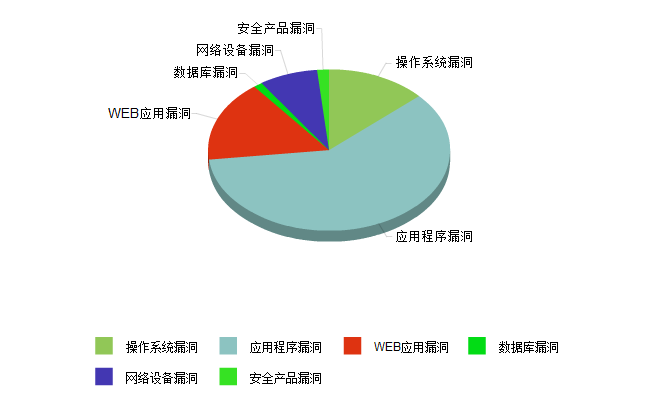 安全产品漏洞
网络设备漏洞
操作系统漏洞
数据库漏洞
WEB应用漏洞
应用程序漏洞
操作系统漏洞 应用程序漏洞 WEB应用漏洞 数据库漏洞
网络设备漏洞 安全产品漏洞